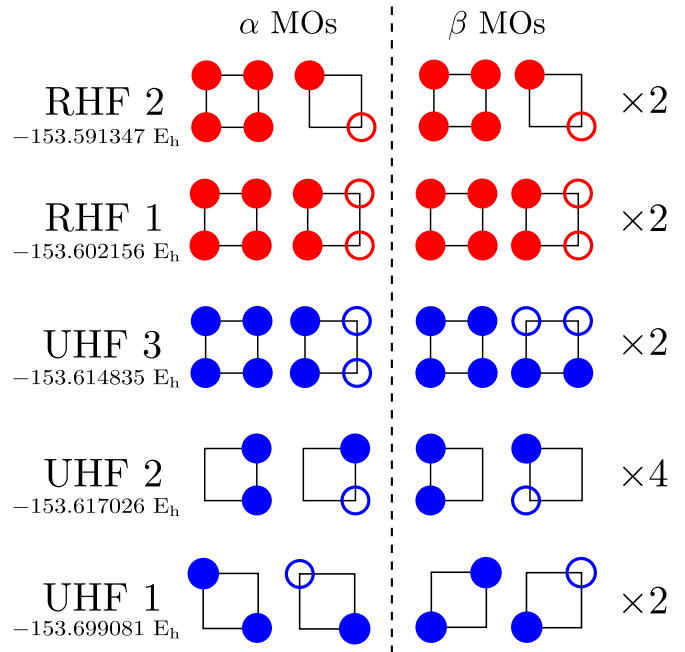 α MOs β MOs
RHF 2 ×2
−153.591347 Eh
RHF 1 ×2
−153.602156 Eh
UHF 3 ×2
−153.614835 Eh
UHF 2 ×4
−153.617026 Eh
UHF 1 ×2
−153.699081 Eh